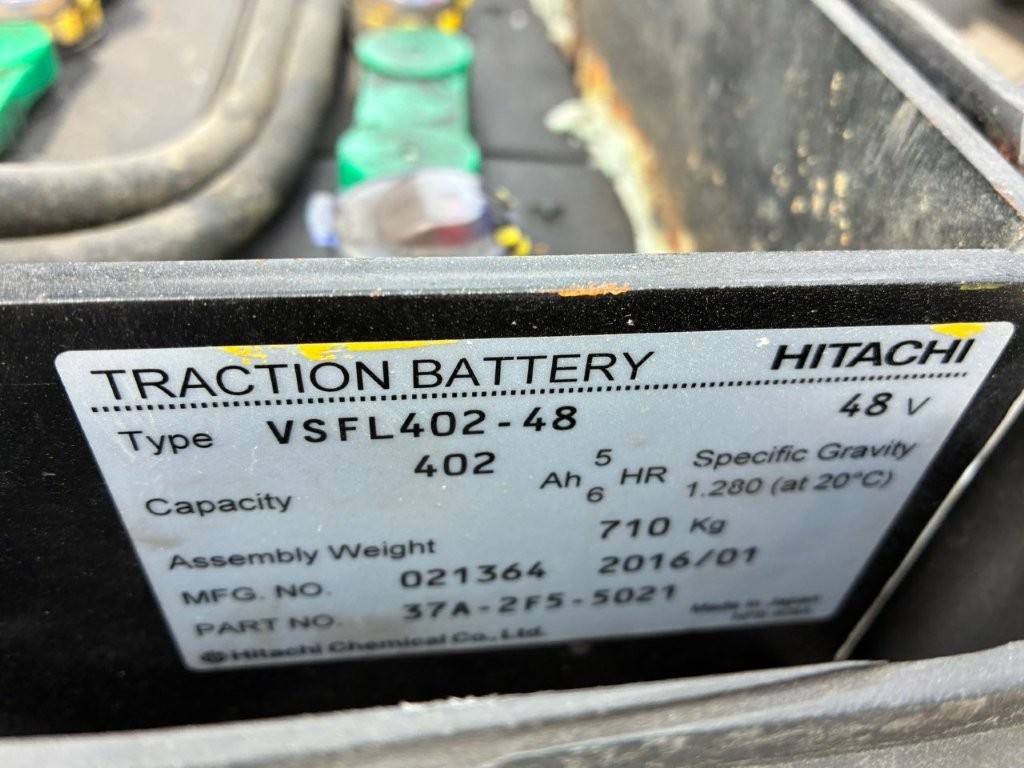 TRACTION BATTERY HITACHI
Type VSFL402-48 48 V
Capacity 402 Ah 5 HR Specific Gravity
6 1.280 (at 20°C)
Assembly Weight 710 Kg
MFG. NO. 021364 2016/01
PART NO. 37A-2F5-5021 Made in Japan
Hitachi Chemical Co., Ltd.